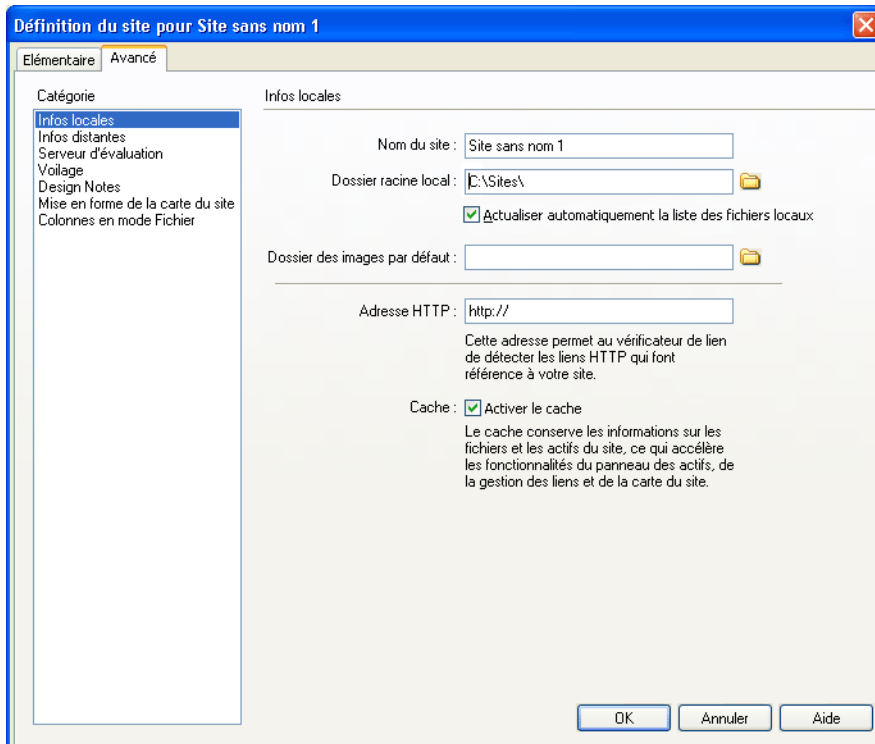 Définition du site pour Site sans nom 1
Elémentaire
Avancé
Catégorie
Infos locales
Infos distantes
Serveur d'évaluation
Voilage
Design Notes
Mise en forme de la carte du site
Colonnes en mode Fichier
Infos locales
Nom du site : Site sans nom 1
Dossier racine local : C:\Sites\
Actualiser automatiquement la liste des fichiers locaux
Dossier des images par défaut :
Adresse HTTP : http://
Cette adresse permet au vérificateur de lien
de détecter les liens HTTP qui font
référence à votre site.
Cache : Activer le cache
Le cache conserve les informations sur les
fichiers et les actifs du site, ce qui accélère
les fonctionnalités du panneau des actifs, de
la gestion des liens et de la carte du site.
OK
Annuler
Aide